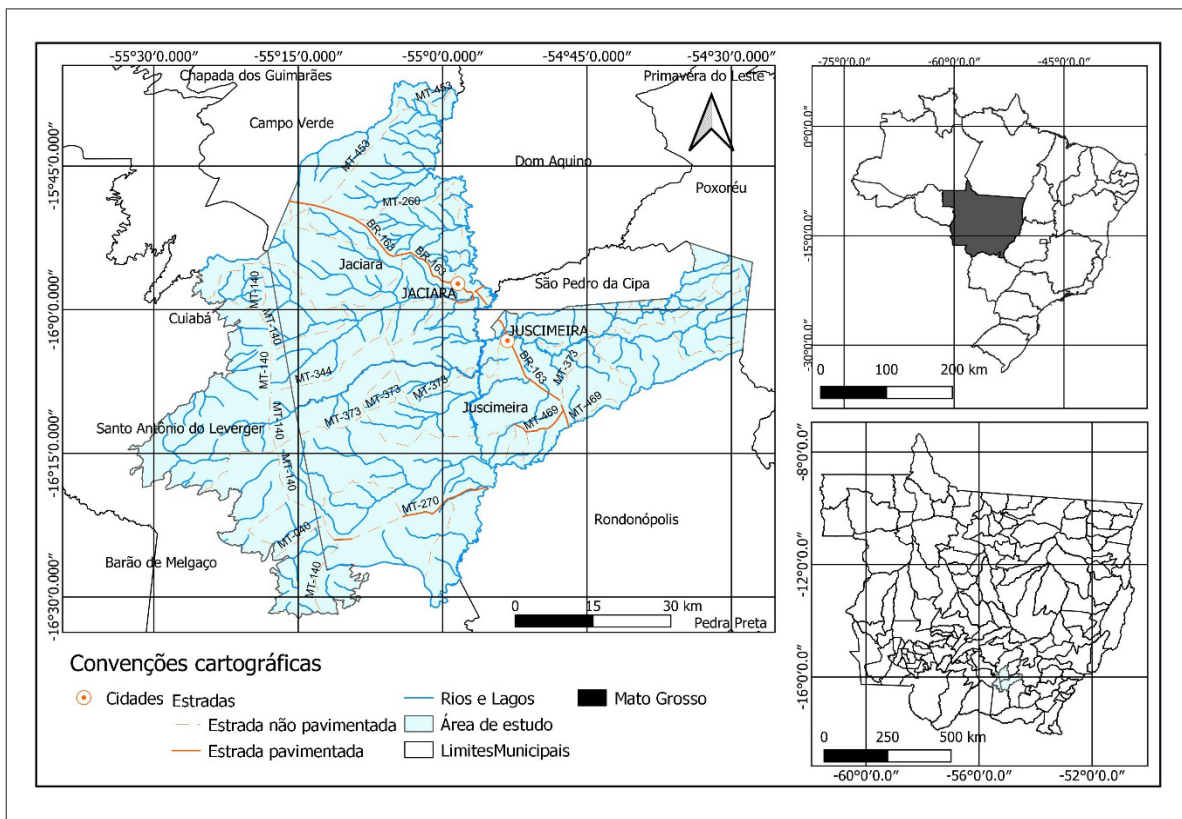 -55°30'0.000" -55°15'0.000" -55°00'0.000" -54°45'0.000" -54°30'0.000"
Chapada dos Guimarães
Primavera do Leste
MT-453
Campo Verde
-15°45'0.000"
MT-453
Dom Aquino
Poxoréu
MT-260
BR-163
BR-163
Jaciara
São Pedro da Cipa
MT-140
JACIARA
-16°00'0.000"
Cuiabá
MT-140
JUSCIMEIRA
MT-140
MT-344
MT-373
MT-373
BR-163
MT-373
MT-373
Juscimeira
MT-469
MT-469
Santo Antônio do Leverger
MT-140
-16°15'0.000"
MT-140
MT-270
Rondonópolis
MT-040
Barão de Melgaço
MT-140
-16°30'0.000"
0 15 30 km
Pedra Preta
Convenções cartográficas
Cidades
Estradas
Estrada não pavimentada
Estrada pavimentada
Rios e Lagos
Área de estudo
LimitesMunicipais
Mato Grosso
-75°0'0.0" -60°0'0.0" -45°0'0.0"
0°0'0.0"
-15°0'0.0"
-30°0'0.0"
0 100 200 km
-8°0'0.0"
-12°0'0.0"
-16°0'0.0"
0 250 500 km
-60°0'0.0" -56°0'0.0" -52°0'0.0"